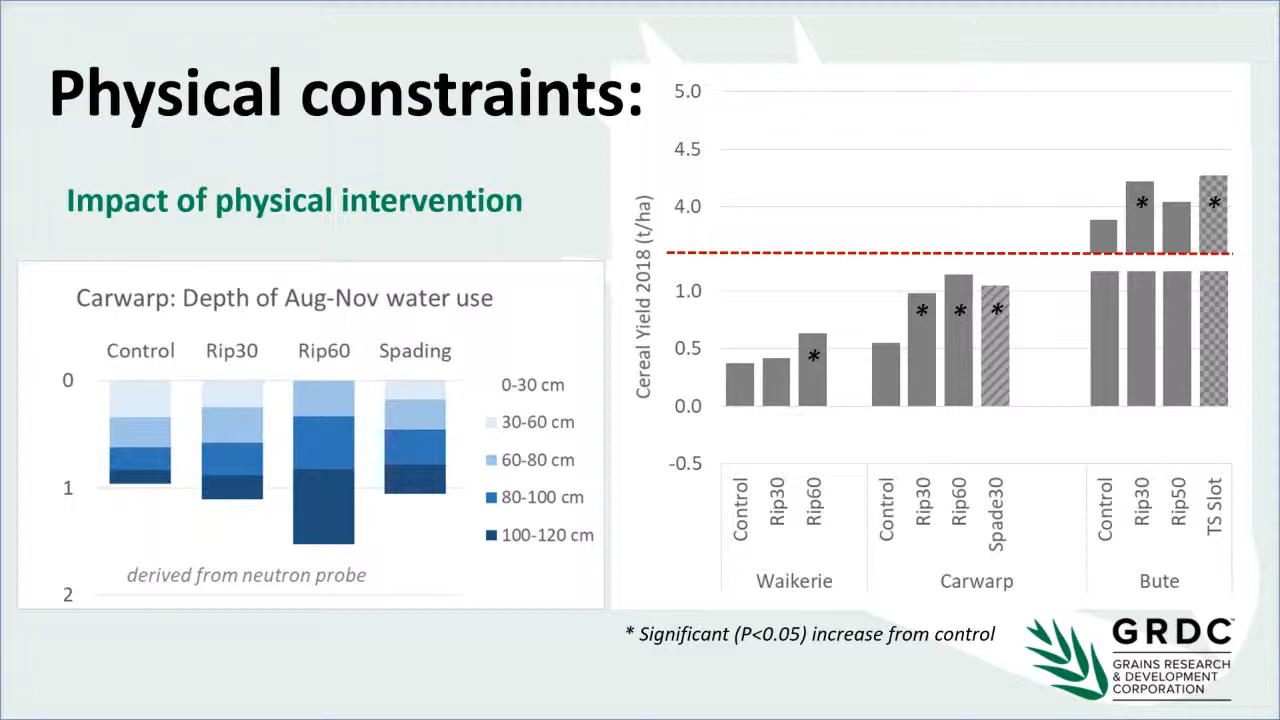 Physical constraints:
Impact of physical intervention
Carwarp: Depth of Aug-Nov water use
Control Rip30 Rip60 Spading
0
1
2
0-30 cm
30-60 cm
60-80 cm
80-100 cm
100-120 cm
derived from neutron probe
Cereal Yield 2018 (t/ha)
5.0
4.5
4.0
1.0
0.5
0.0
-0.5
* * * * * *
Control Rip30 Rip60
Control Rip30 Rip60 Spade30
Control Rip30 Rip50 TS Slot
Waikerie Carwarp Bute
* Significant (P<0.05) increase from control
GRDC™
GRAINS RESEARCH
& DEVELOPMENT
CORPORATION